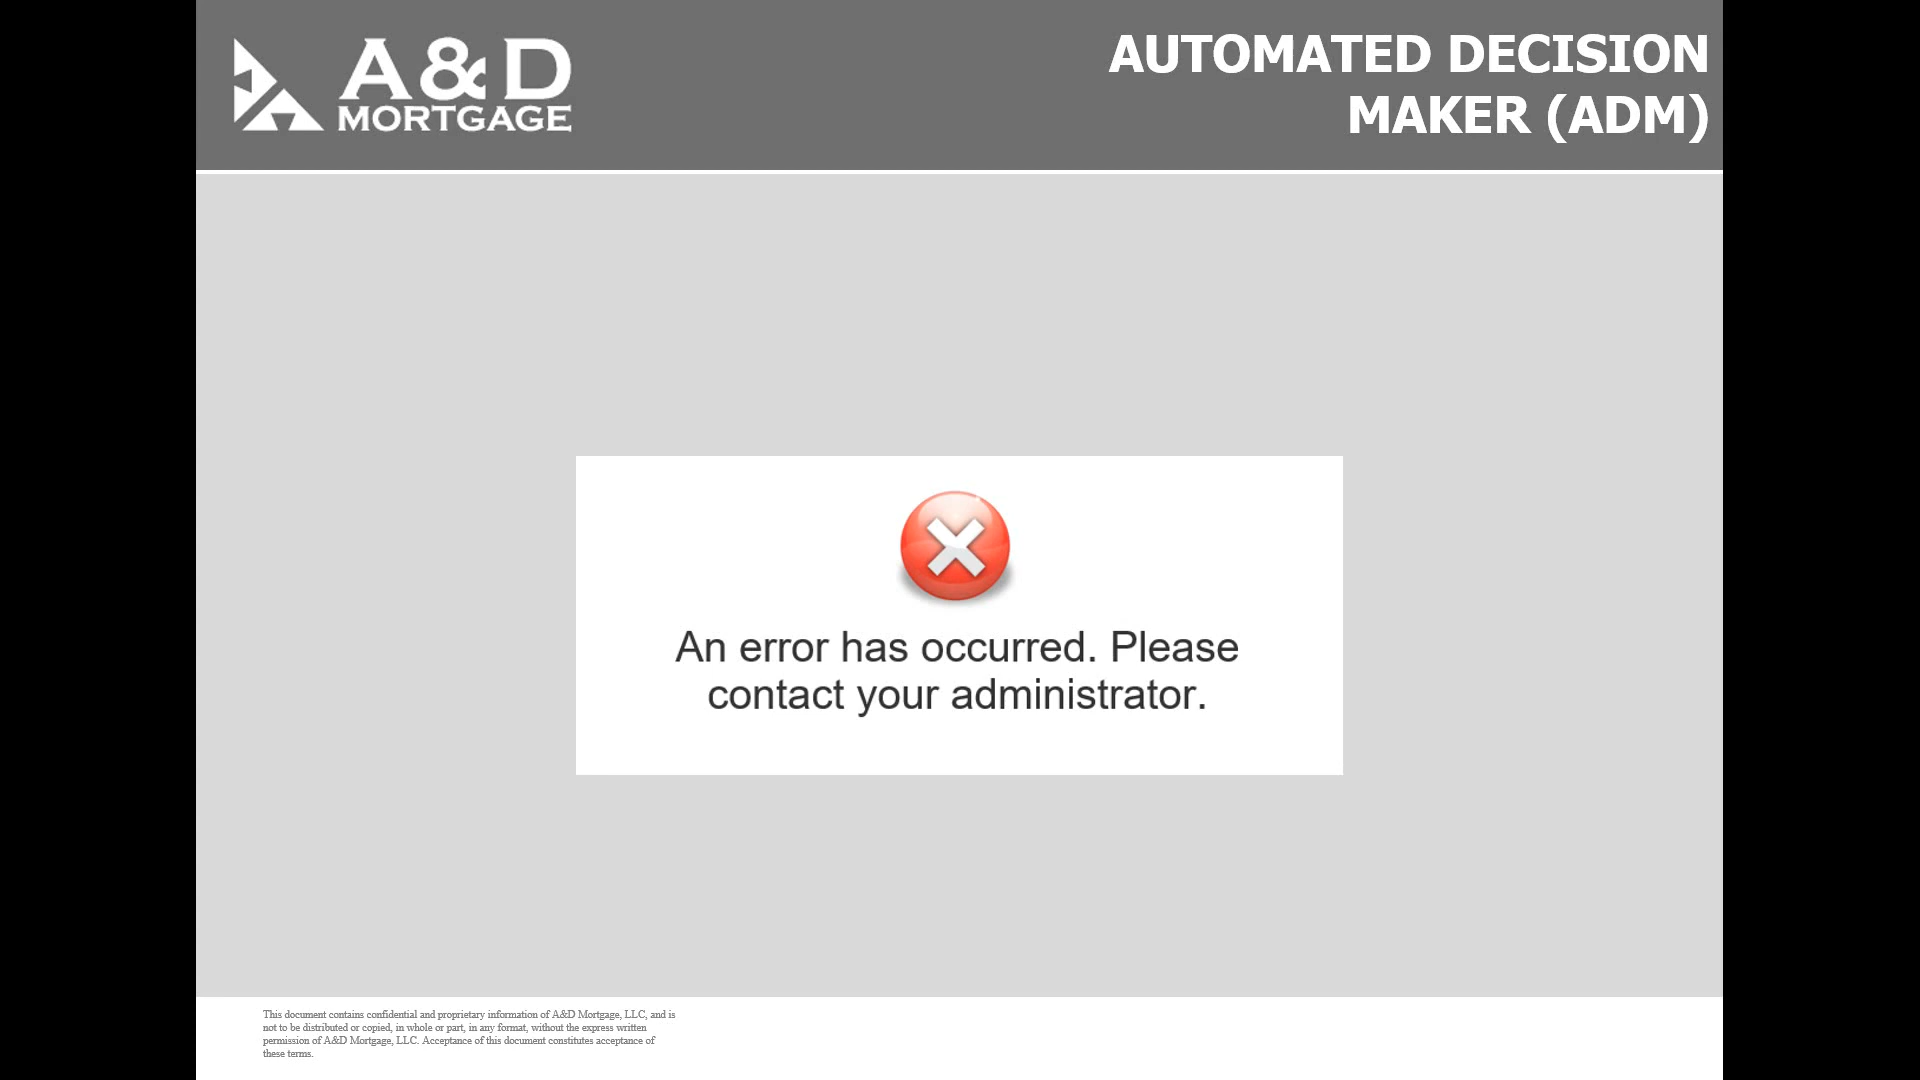 A&D
MORTGAGE
AUTOMATED DECISION
MAKER (ADM)
An error has occurred. Please
contact your administrator.
This document contains confidential and proprietary information of A&D Mortgage, LLC, and is
not to be distributed or copied, in whole or part, in any format, without the express written
permission of A&D Mortgage, LLC. Acceptance of this document constitutes acceptance of
these terms.